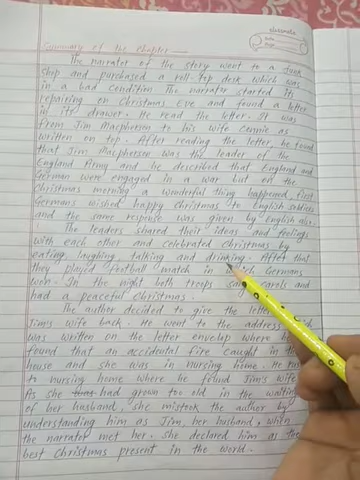 classmate
Date
Page
Summary of the chapter
The narrator of the story went to a junk
ship and purchased a roll-top desk which was
in a bad condition The narrator started its
repairing on Christmas Eve and found a letter
in its drawer. He read the letter. It was
from Jim Macpherson to his wife Connie as
written on top. After reading the letter, he found
that Jim Macpherson was the leader of the
England Army and he described that England and
German were engaged in a war but on the
Christmas morning a wonderful thing happened first
Germans wished happy christmas to English soldiers
and the same response was given by English also.
The leaders shared their ideas and feelings
with each other and celebrated christmas by
eating, laughing, talking and drinking. After that
they played football match in which Germans
won. In the night both troops sang carols and
had a peaceful Christmas.
The author decided to give the letter
Jim's wife back. He went to the address
was written on the letter envelop where he
found that an accidental fire caught in the
house and she was in nursing home. He
to nursing home where he found Jim's wife
As she had grown too old in the waiting
of her husband, she mistook the author by
understanding him as Jim, her husband, when
the narrator met her. She declared him as the
best christmas present in the world.